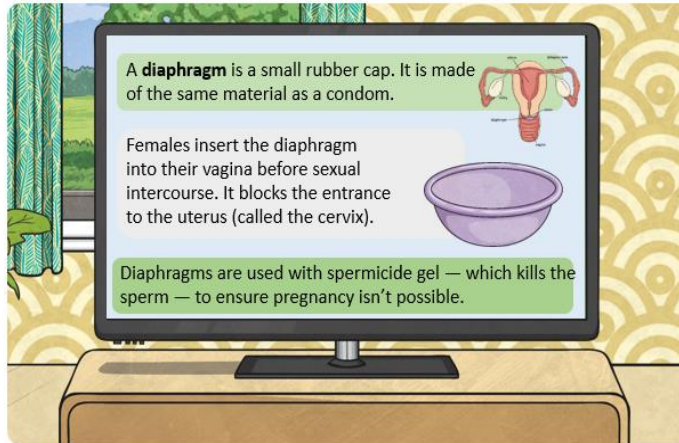 A diaphragm is a small rubber cap. It is made
of the same material as a condom.
Females insert the diaphragm
into their vagina before sexual
intercourse. It blocks the entrance
to the uterus (called the cervix).
Diaphragms are used with spermicide gel — which kills the
sperm — to ensure pregnancy isn’t possible.